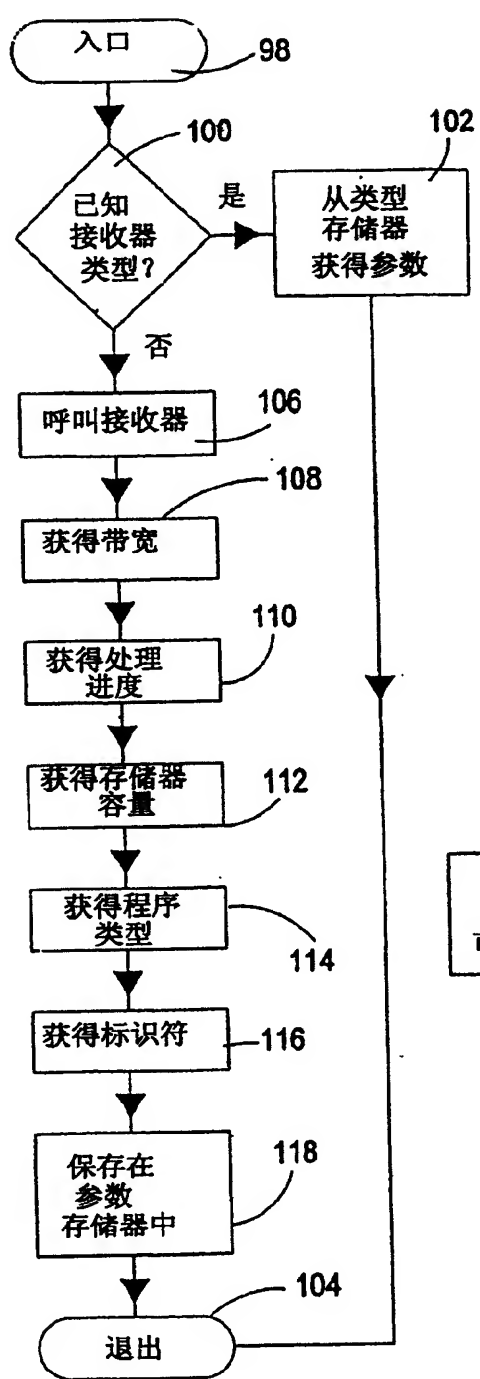 入口
98
100
已知
接收器
类型?
是
102
从类型
存储器
获得参数
否
呼叫接收器
106
108
获得带宽
110
获得处理
进度
获得存储器
容量
112
获得程序
类型
114
获得标识符
116
保存在
参数
存储器中
118
104
退出